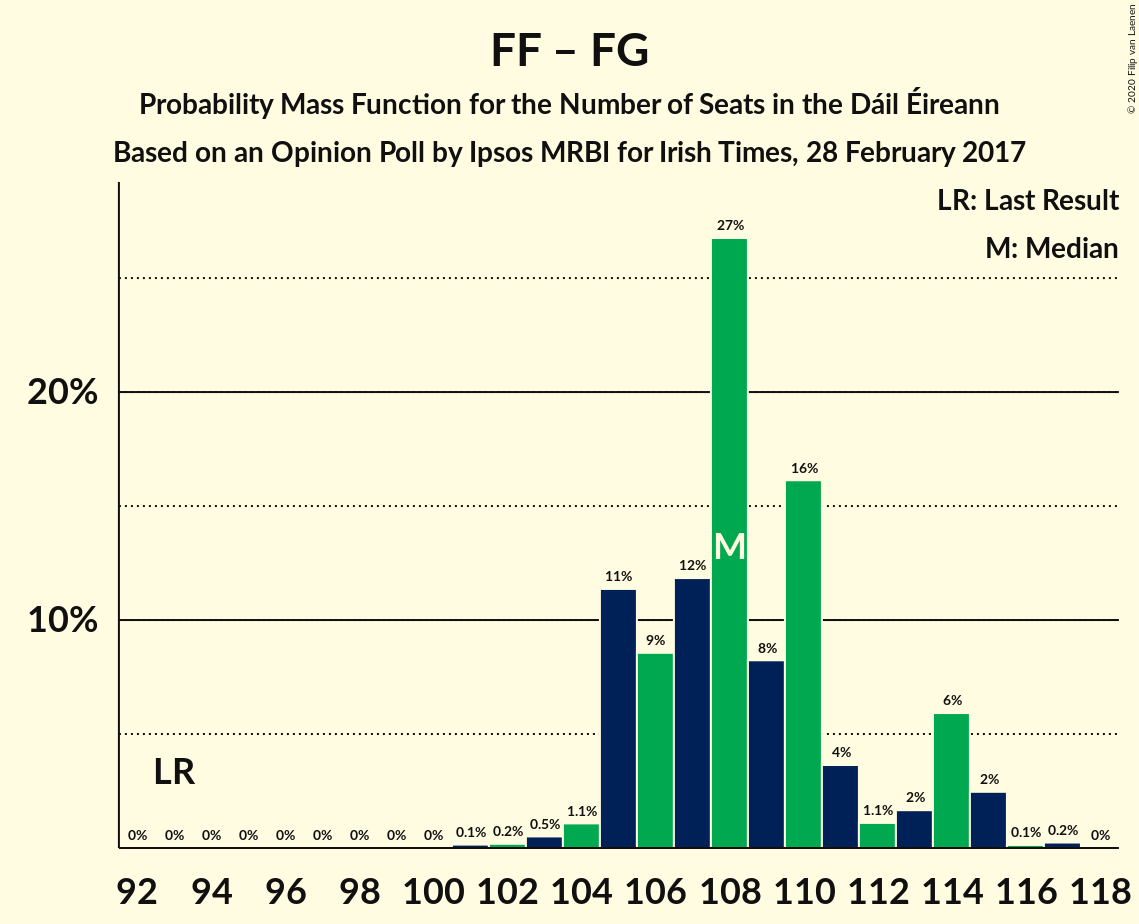 FF – FG
Probability Mass Function for the Number of Seats in the Dáil Éireann
Based on an Opinion Poll by Ipsos MRBI for Irish Times, 28 February 2017
© 2020 Filip van Laenen
LR: Last Result
M: Median
20%
10%
LR
M
0% 0% 0% 0% 0% 0% 0% 0% 0% 0.1% 0.2% 0.5% 1.1% 11% 9% 12% 27% 8% 16% 4% 1.1% 2% 6% 2% 0.1% 0.2% 0%
92 94 96 98 100 102 104 106 108 110 112 114 116 118